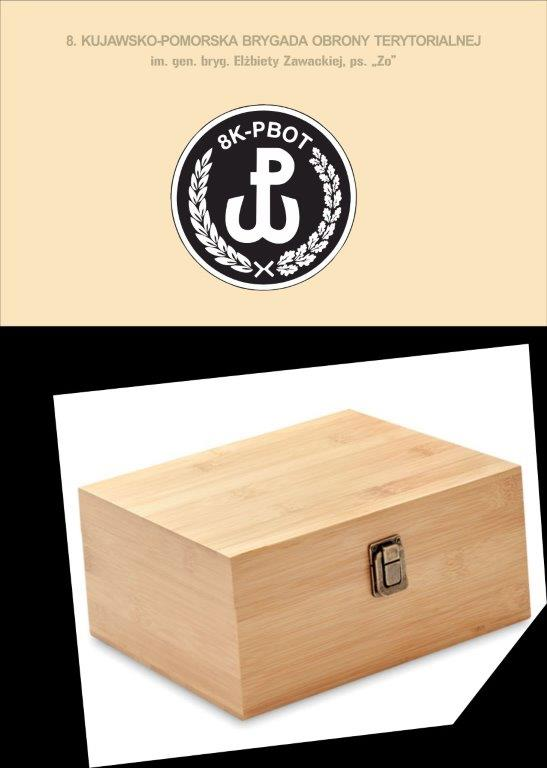 8. KUJAWSKO-POMORSKA BRYGADA OBRONY TERYTORIALNEJ
im. gen. bryg. Elżbiety Zawackiej, ps. „Zo”
8K-PBOT